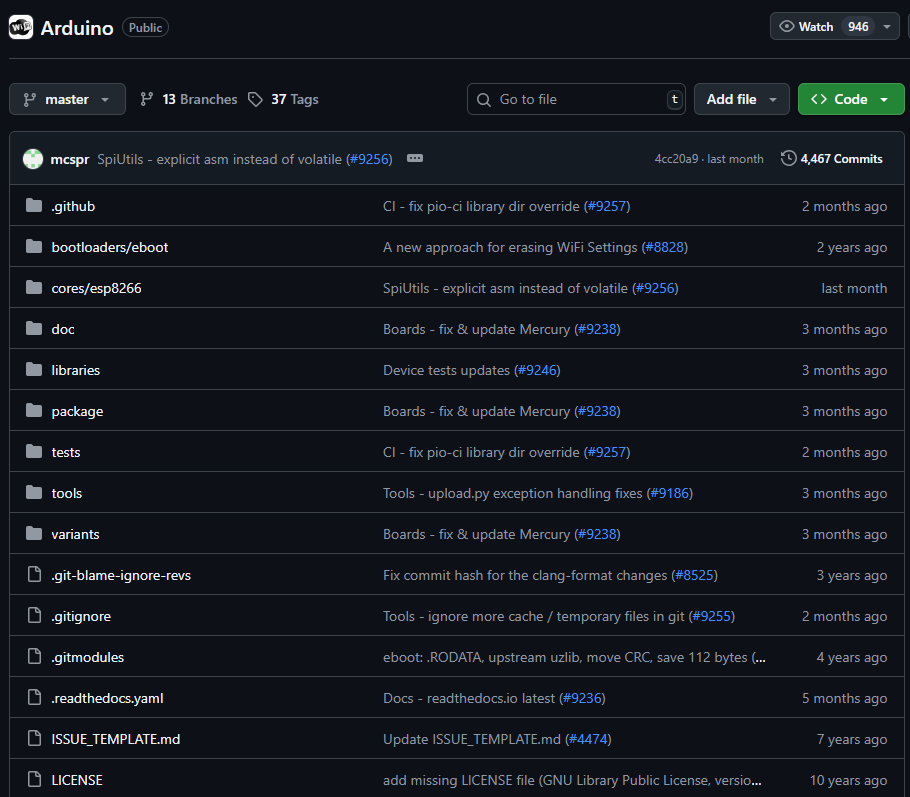 WiFi Arduino Public Watch 946
master 13 Branches 37 Tags Go to file t Add file <> Code
mcspr SpiUtils - explicit asm instead of volatile (#9256) 4cc20a9 · last month 4,467 Commits
.github CI - fix pio-ci library dir override (#9257) 2 months ago
bootloaders/eboot A new approach for erasing WiFi Settings (#8828) 2 years ago
cores/esp8266 SpiUtils - explicit asm instead of volatile (#9256) last month
doc Boards - fix & update Mercury (#9238) 3 months ago
libraries Device tests updates (#9246) 3 months ago
package Boards - fix & update Mercury (#9238) 3 months ago
tests CI - fix pio-ci library dir override (#9257) 2 months ago
tools Tools - upload.py exception handling fixes (#9186) 3 months ago
variants Boards - fix & update Mercury (#9238) 3 months ago
.git-blame-ignore-revs Fix commit hash for the clang-format changes (#8525) 3 years ago
.gitignore Tools - ignore more cache / temporary files in git (#9255) 2 months ago
.gitmodules eboot: .RODATA, upstream uzlib, move CRC, save 112 bytes (... 4 years ago
.readthedocs.yaml Docs - readthedocs.io latest (#9236) 5 months ago
ISSUE_TEMPLATE.md Update ISSUE_TEMPLATE.md (#4474) 7 years ago
LICENSE add missing LICENSE file (GNU Library Public License, versio... 10 years ago